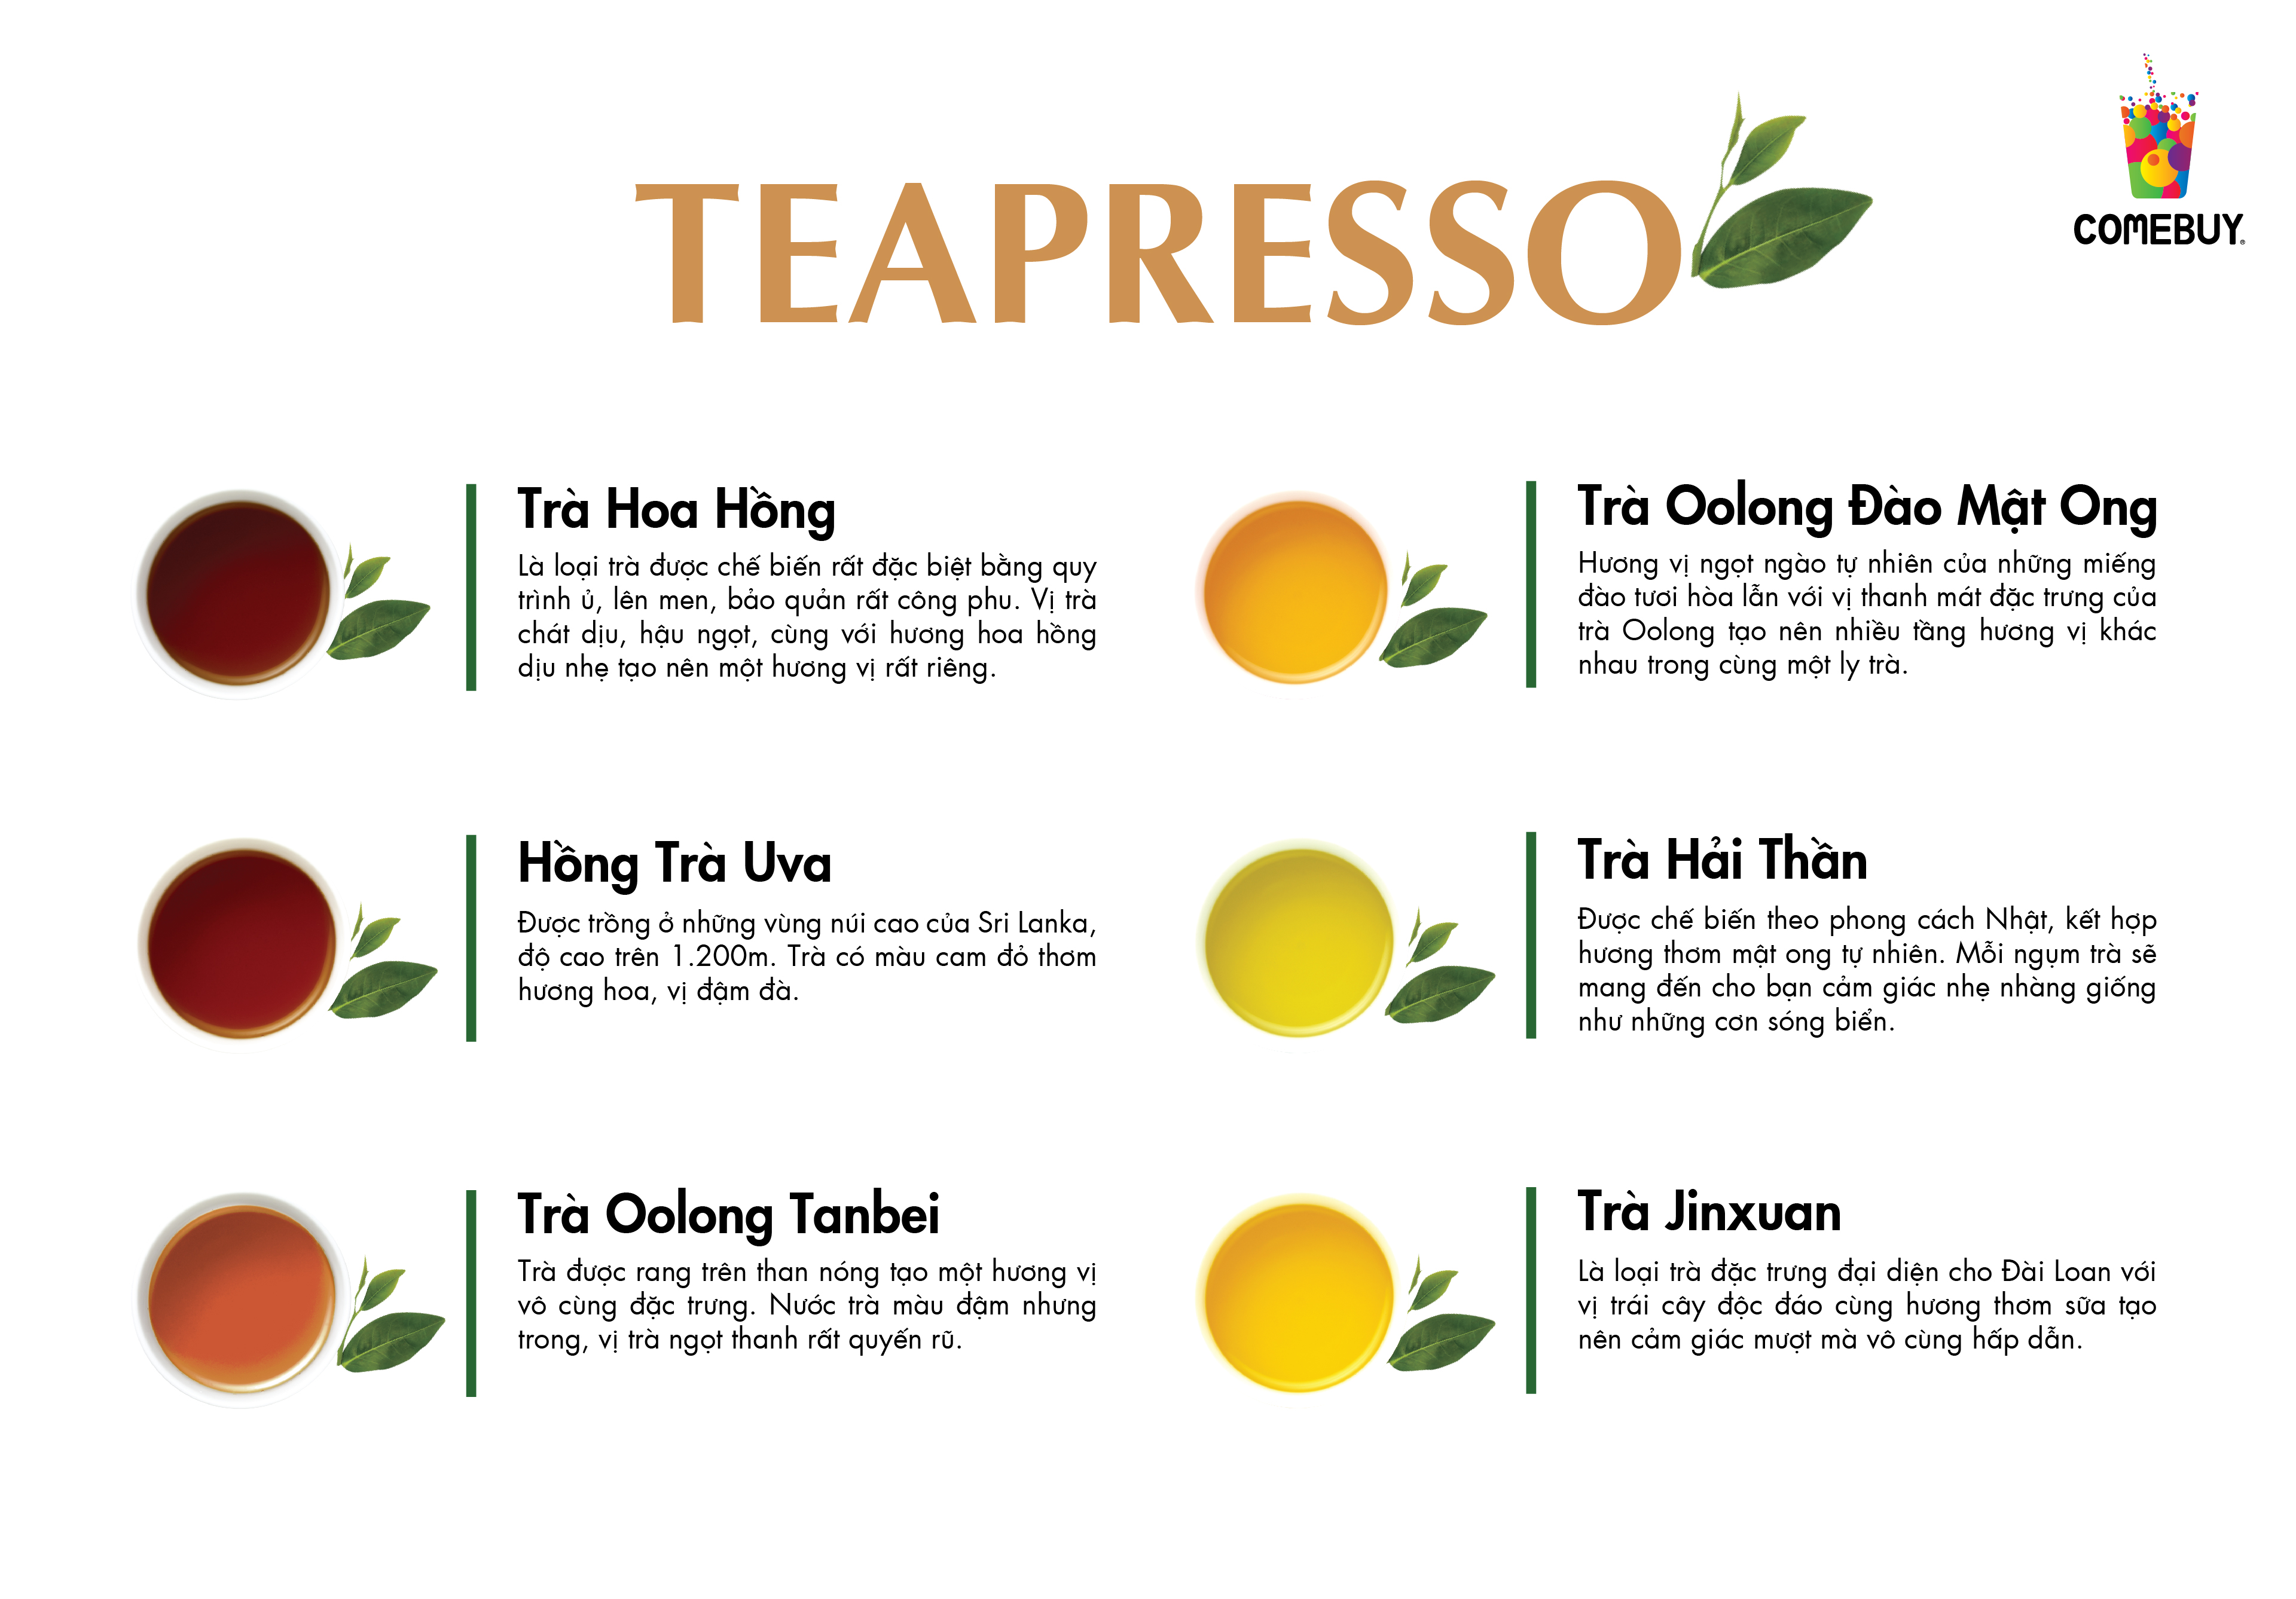 TEAPRESSO
COMEBUY®
Trà Hoa Hồng
Là loại trà được chế biến rất đặc biệt bằng quy
trình ủ, lên men, bảo quản rất công phu. Vị trà
chát dịu, hậu ngọt, cùng với hương hoa hồng
dịu nhẹ tạo nên một hương vị rất riêng.
Hồng Trà Uva
Được trồng ở những vùng núi cao của Sri Lanka,
độ cao trên 1.200m. Trà có màu cam đỏ thơm
hương hoa, vị đậm đà.
Trà Oolong Tanbei
Trà được rang trên than nóng tạo một hương vị
vô cùng đặc trưng. Nước trà màu đậm nhưng
trong, vị trà ngọt thanh rất quyến rũ.
Trà Oolong Đào Mật Ong
Hương vị ngọt ngào tự nhiên của những miếng
đào tươi hòa lẫn với vị thanh mát đặc trưng của
trà Oolong tạo nên nhiều tầng hương vị khác
nhau trong cùng một ly trà.
Trà Hải Thần
Được chế biến theo phong cách Nhật, kết hợp
hương thơm mật ong tự nhiên. Mỗi ngụm trà sẽ
mang đến cho bạn cảm giác nhẹ nhàng giống
như những cơn sóng biển.
Trà Jinxuan
Là loại trà đặc trưng đại diện cho Đài Loan với
vị trái cây độc đáo cùng hương thơm sữa tạo
nên cảm giác mượt mà vô cùng hấp dẫn.